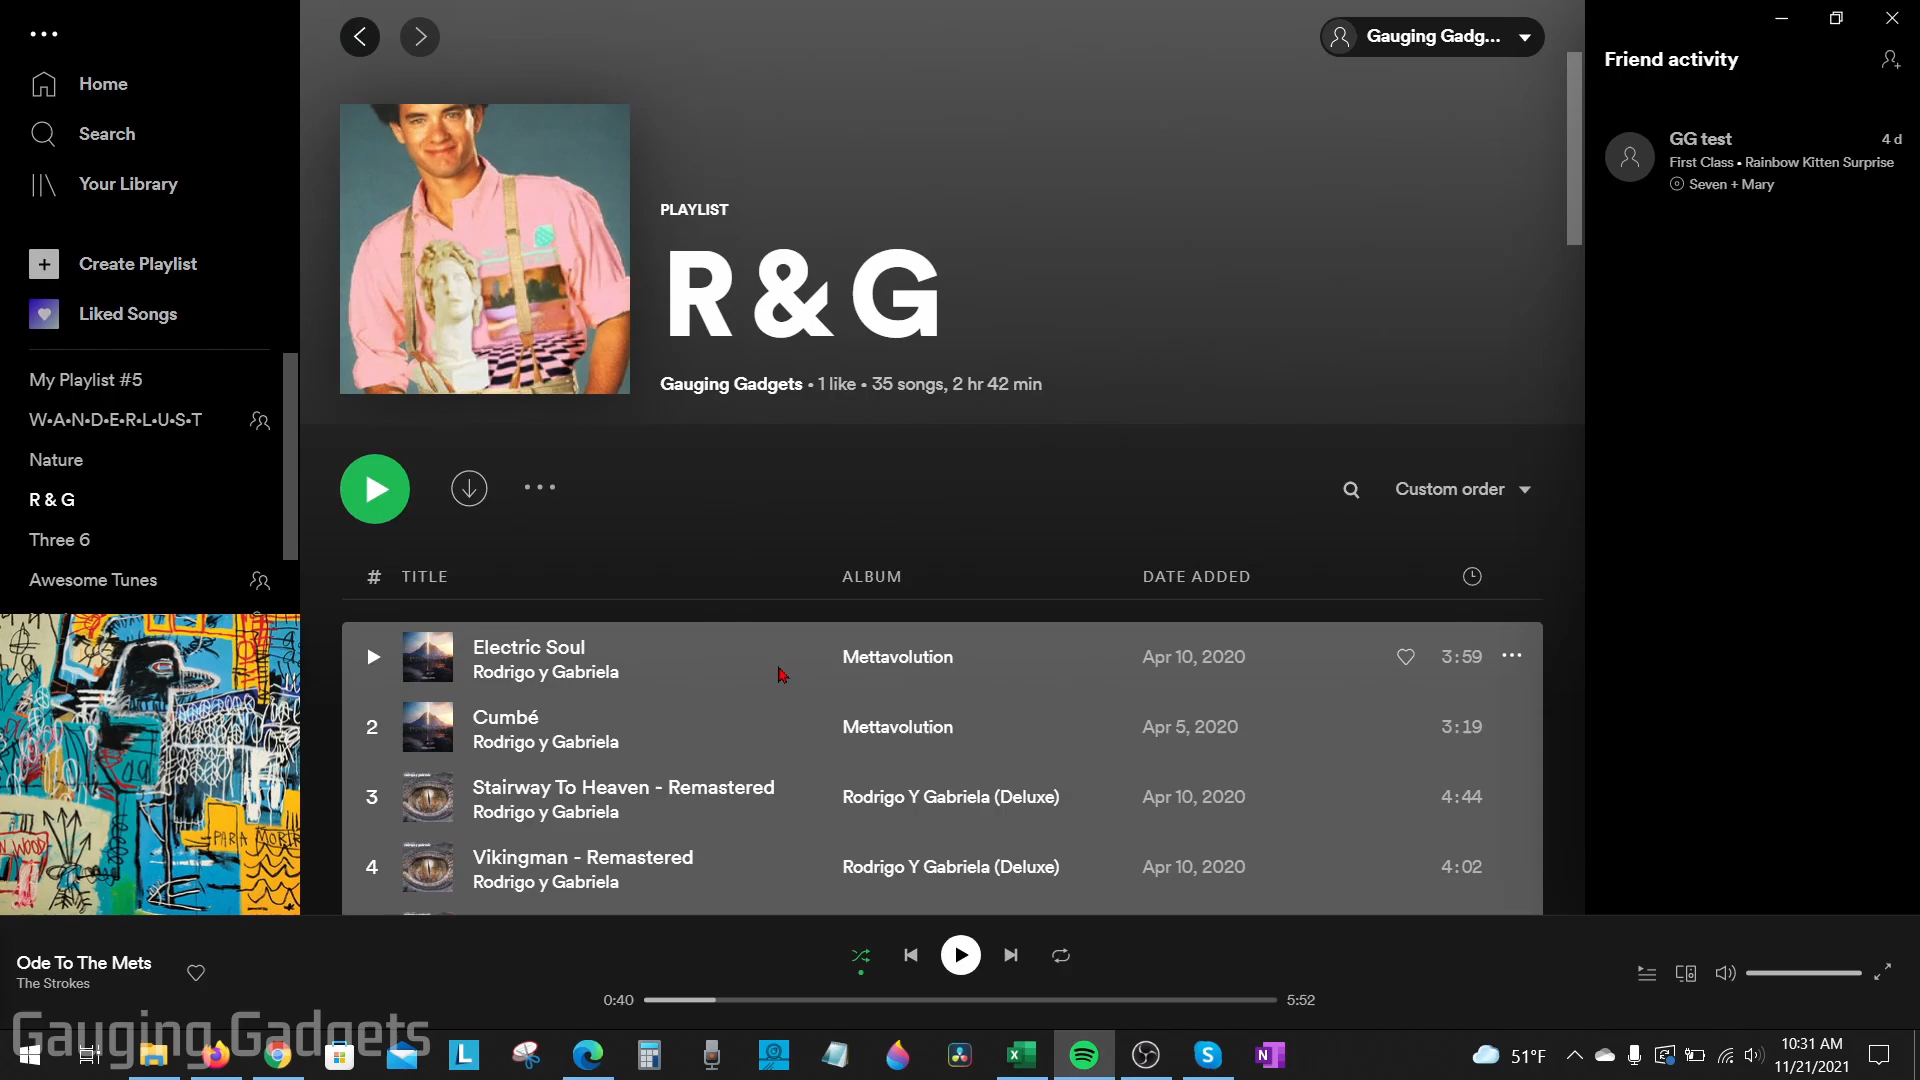 Home
Search
Your Library
Create Playlist
Liked Songs
My Playlist #5
W•A•N•D•E•R•L•U•S•T
Nature
R & G
Three 6
Awesome Tunes
Gauging Gadg...
PLAYLIST
R & G
Gauging Gadgets • 1 like • 35 songs, 2 hr 42 min
Custom order
# TITLE ALBUM DATE ADDED
Electric Soul
Rodrigo y Gabriela
Mettavolution
Apr 10, 2020
3:59
2
Cumbé
Rodrigo y Gabriela
Mettavolution
Apr 5, 2020
3:19
3
Stairway To Heaven - Remastered
Rodrigo y Gabriela
Rodrigo Y Gabriela (Deluxe)
Apr 10, 2020
4:44
4
Vikingman - Remastered
Rodrigo y Gabriela
Rodrigo Y Gabriela (Deluxe)
Apr 10, 2020
4:02
Friend activity
GG test
4 d
First Class • Rainbow Kitten Surprise
Seven + Mary
PARA MORIR
WOOD
Ode To The Mets
The Strokes
0:40
5:52
Gauging Gadgets
L
X
S
N
51°F
10:31 AM
11/21/2021